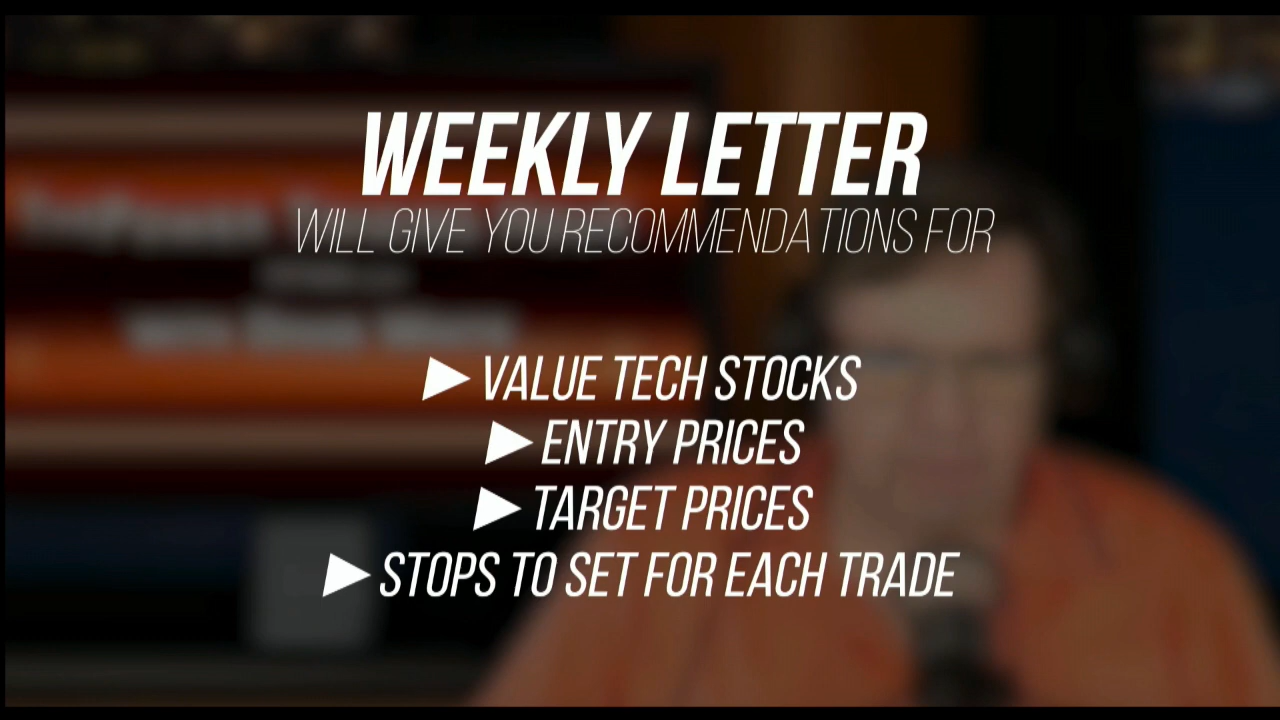 WEEKLY LETTER
WILL GIVE YOU RECOMMENDATIONS FOR
▶ VALUE TECH STOCKS
▶ ENTRY PRICES
▶ TARGET PRICES
▶ STOPS TO SET FOR EACH TRADE